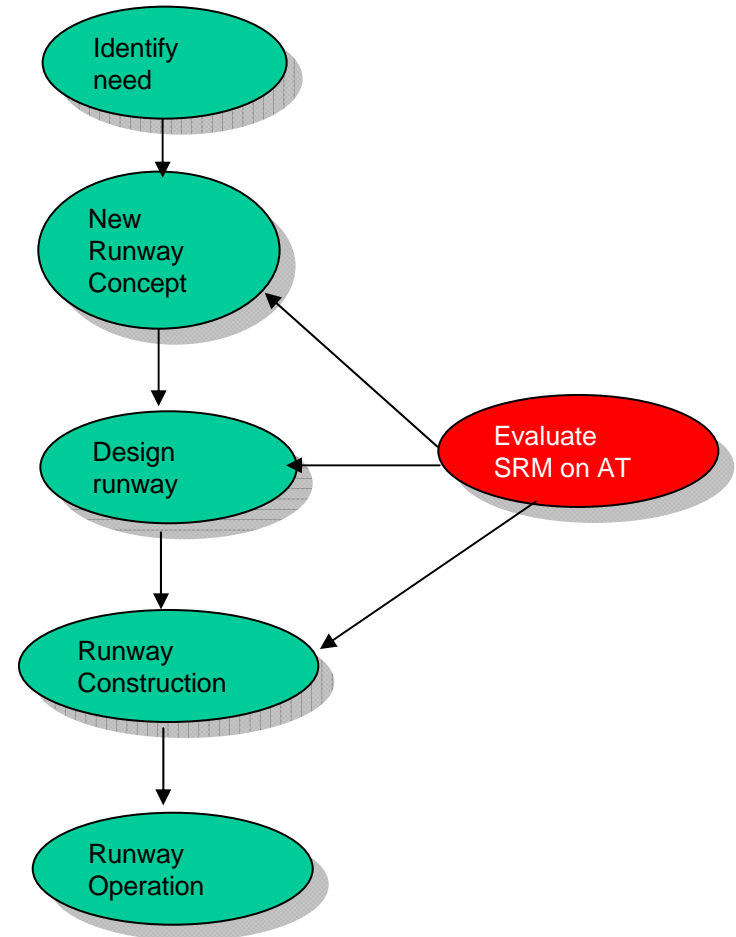 Identify
need
New
Runway
Concept
Design
runway
Evaluate
SRM on AT
Runway
Construction
Runway
Operation